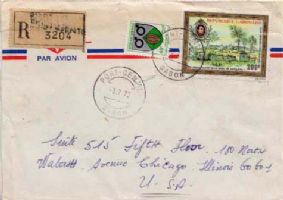 R
3204
PAR AVION
PORT-GENTIL
GABON
REPUBLIQUE GABONAISE
Suite 515 Fifth Floor, 180 North
Wabash Avenue Chicago, Illinois 60601
U.S.A